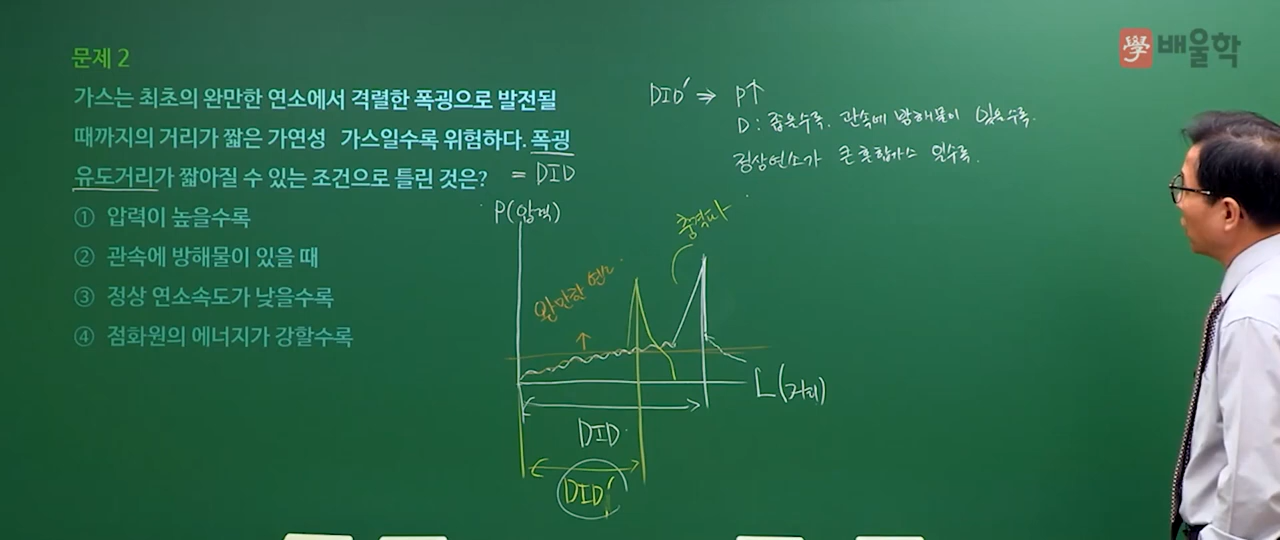 學 배울학
문제 2
가스는 최초의 완만한 연소에서 격렬한 폭굉으로 발전될
때까지의 거리가 짧은 가연성 가스일수록 위험하다. 폭굉
유도거리가 짧아질 수 있는 조건으로 틀린 것은? = DID
① 압력이 높을수록
② 관속에 방해물이 있을 때
③ 정상 연소속도가 낮을수록
④ 점화원의 에너지가 강할수록
DID' ⇒ P↑
D : 좁을수록. 관속에 방해물이 있을수록.
정상연소가 큰 혼합가스 일수록.
P(압력)
충격파
완만한 연소
L(거리)
DID
DID'